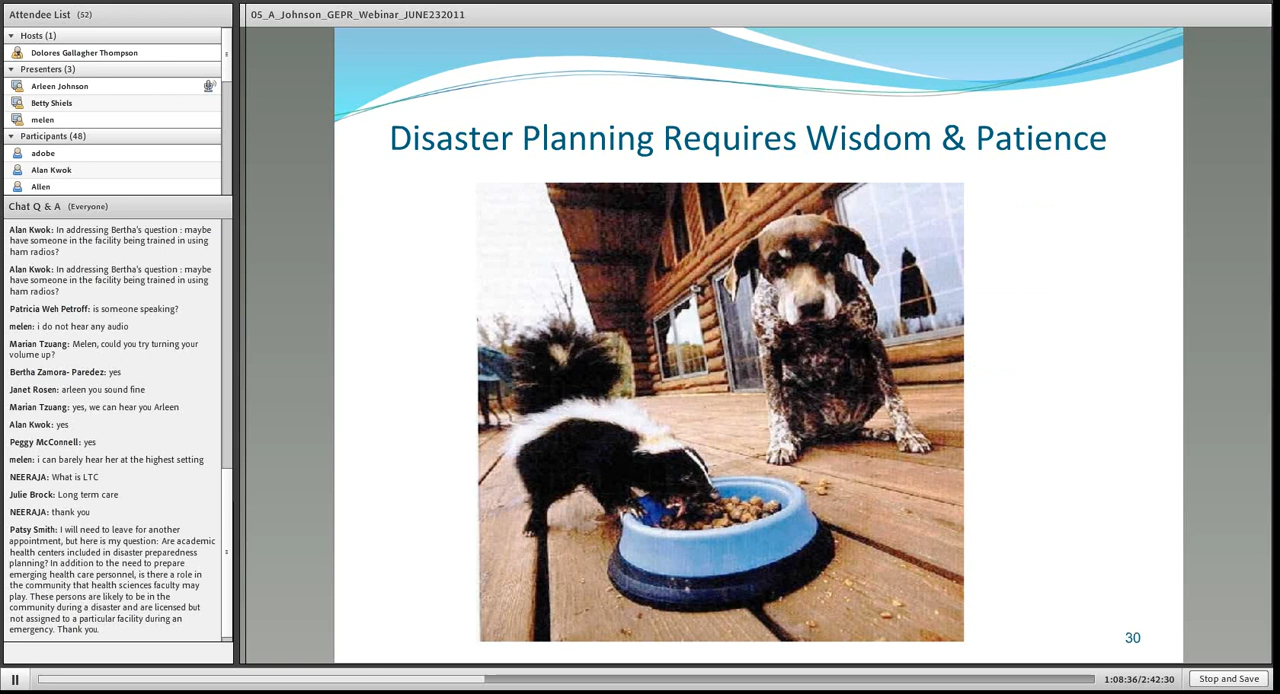 Attendee List (52)
Hosts (1)
Dolores Gallagher Thompson
Presenters (3)
Arleen Johnson
Betty Shiels
melen
Participants (48)
adobe
Alan Kwok
Allen
Chat Q & A (Everyone)
Alan Kwok: In addressing Bertha's question : maybe
have someone in the facility being trained in using
ham radios?
Alan Kwok: In addressing Bertha's question : maybe
have someone in the facility being trained in using
ham radios?
Patricia Weh Petroff: is someone speaking?
melen: i do not hear any audio
Marian Tzuang: Melen, could you try turning your
volume up?
Bertha Zamora- Paredez: yes
Janet Rosen: arleen you sound fine
Marian Tzuang: yes, we can hear you Arleen
Alan Kwok: yes
Peggy McConnell: yes
melen: i can barely hear her at the highest setting
NEERAJA: What is LTC
Julie Brock: Long term care
NEERAJA: thank you
Patsy Smith: I will need to leave for another
appointment, but here is my question: Are academic
health centers included in disaster preparedness
planning? In addition to the need to prepare
emerging health care personnel, is there a role in
the community that health sciences faculty may
play. These persons are likely to be in the
community during a disaster and are licensed but
not assigned to a particular facility during an
emergency. Thank you.
05_A_Johnson_GEPR_Webinar_JUNE232011
Disaster Planning Requires Wisdom & Patience
30
1:08:36/2:42:30
Stop and Save